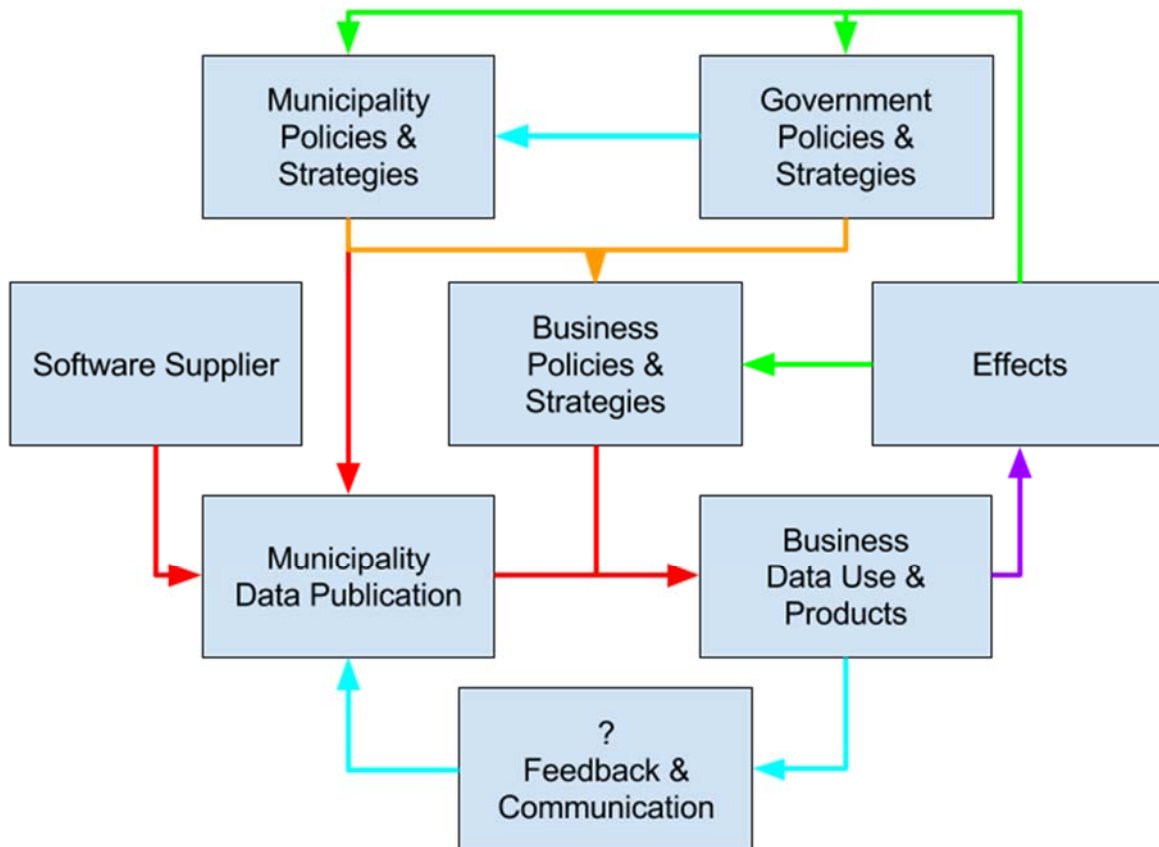 Municipality
Policies &
Strategies
Government
Policies &
Strategies
Software Supplier
Business
Policies &
Strategies
Effects
Municipality
Data Publication
Business
Data Use &
Products
?
Feedback &
Communication